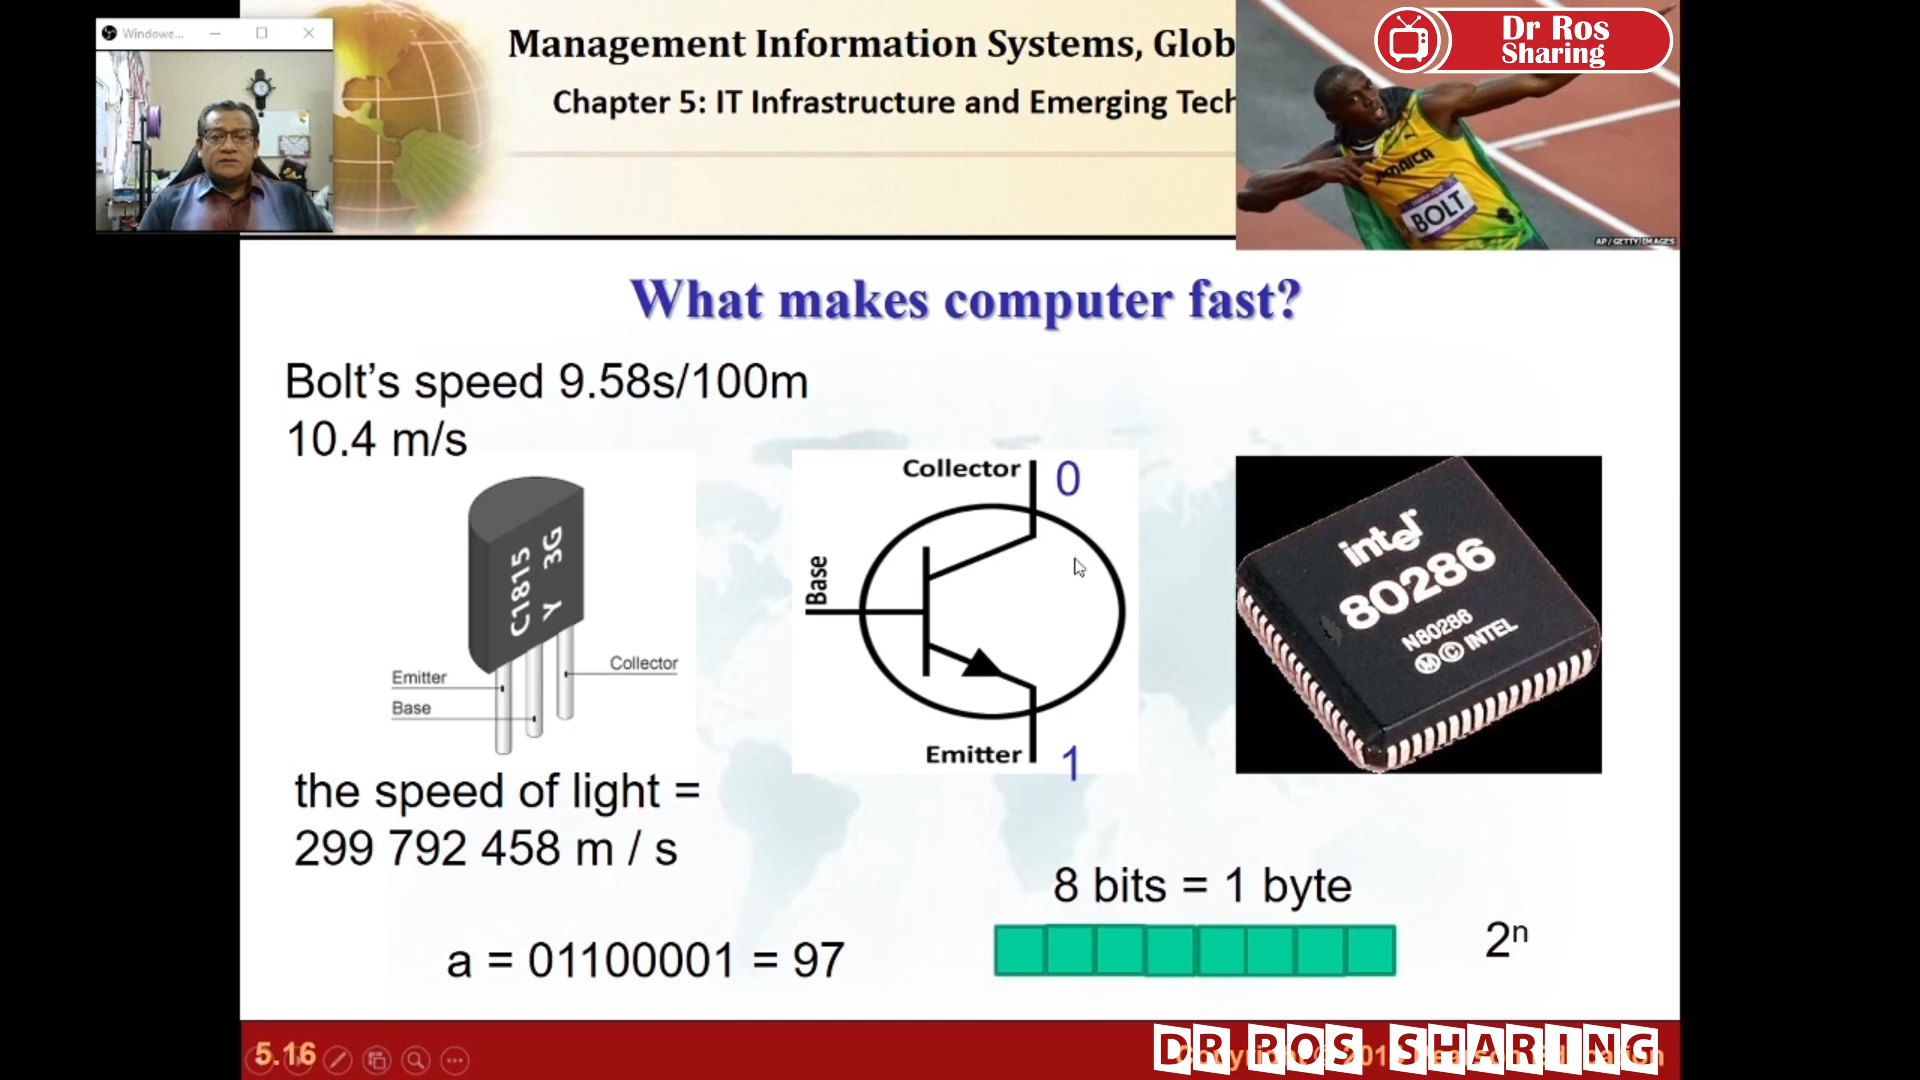 Windowe...
Management Information Systems, Glob
Chapter 5: IT Infrastructure and Emerging Tech
Dr Ros
Sharing
JAMAICA
BOLT
AP / GETTY IMAGES
What makes computer fast?
Bolt’s speed 9.58s/100m
10.4 m/s
C1815
Y 3G
Emitter
Base
Collector
Collector
0
Base
Emitter
1
intel
80286
N80286
M © INTEL
the speed of light =
299 792 458 m / s
8 bits = 1 byte
a = 01100001 = 97
2ⁿ
5.16
DR ROS SHARING